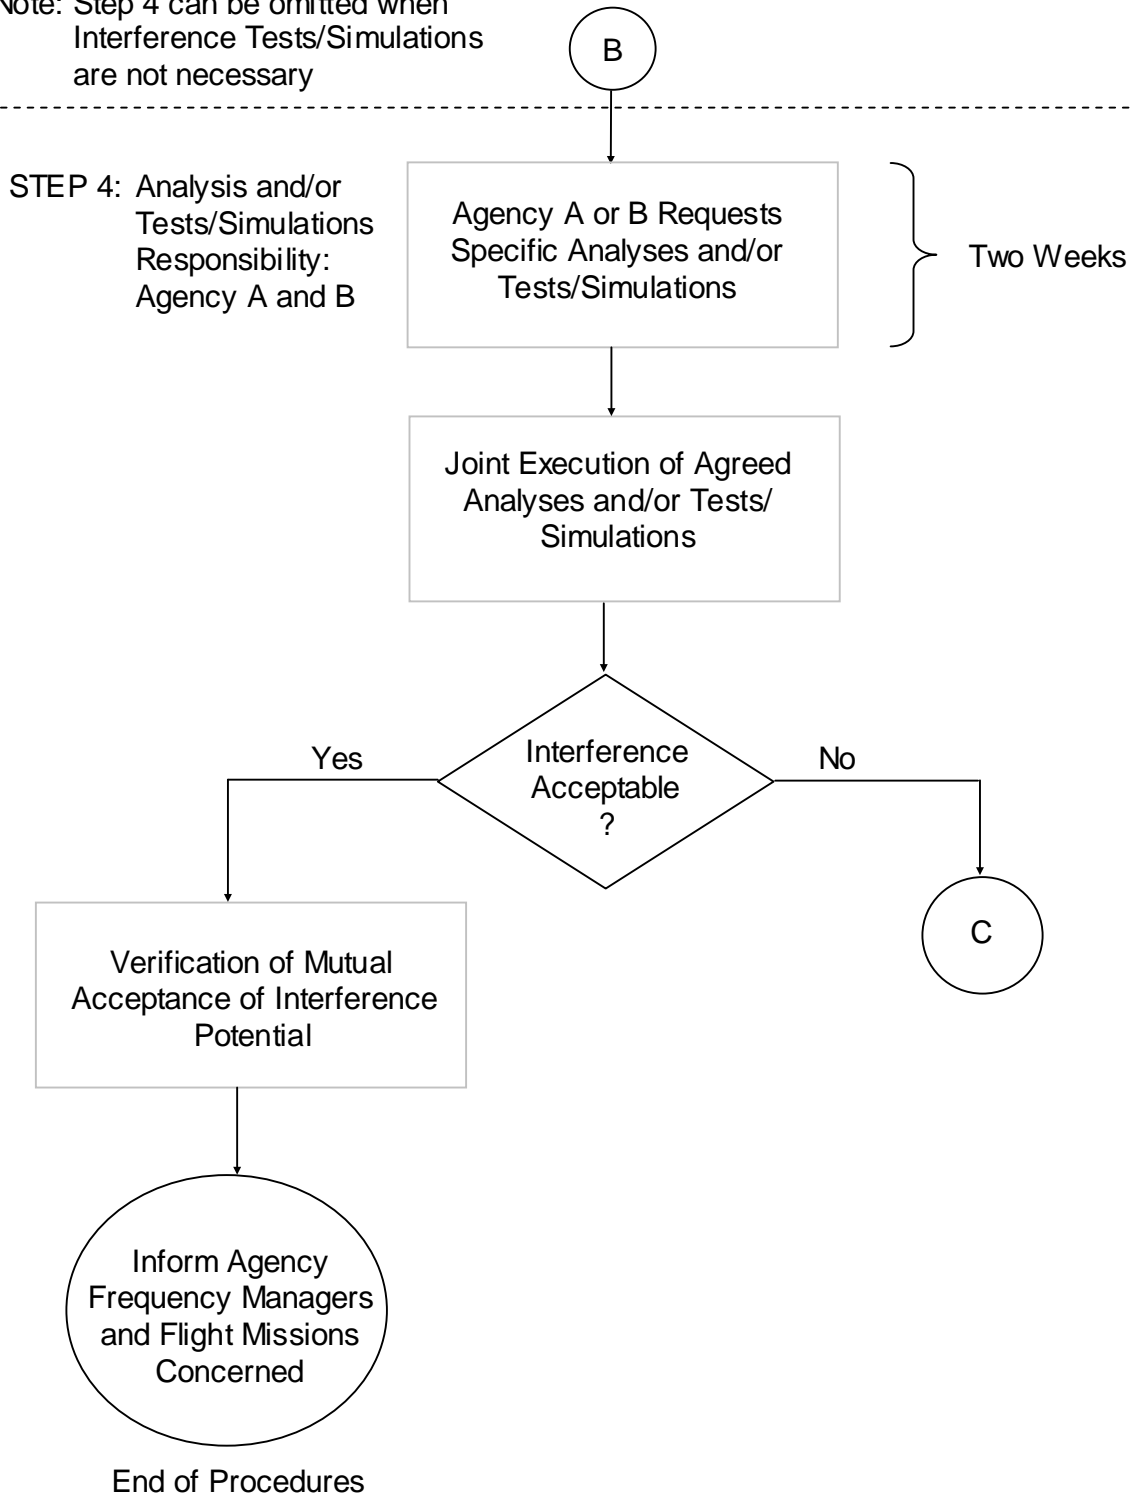 Note: Step 4 can be omitted when
Interference Tests/Simulations
are not necessary
B
STEP 4: Analysis and/or
Tests/Simulations
Responsibility:
Agency A and B
Agency A or B Requests
Specific Analyses and/or
Tests/Simulations
Two Weeks
Joint Execution of Agreed
Analyses and/or Tests/
Simulations
Interference
Acceptable
?
Yes
No
C
Verification of Mutual
Acceptance of Interference
Potential
Inform Agency
Frequency Managers
and Flight Missions
Concerned
End of Procedures